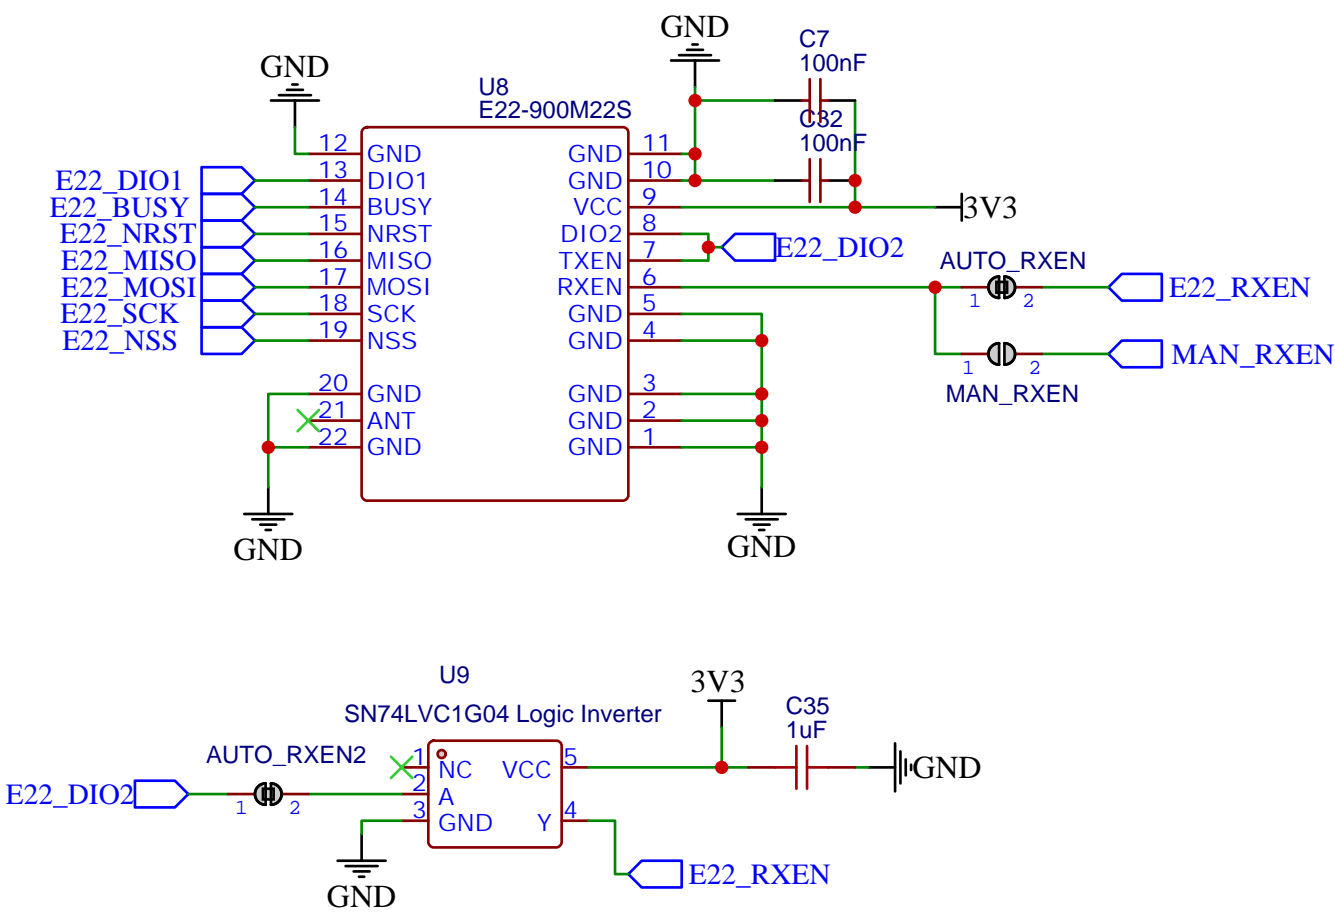 GND
C7
100nF
GND
U8
E22-900M22S
C32
100nF
12 GND GND 11
E22_DIO1 13 DIO1 GND 10
E22_BUSY 14 BUSY VCC 9 3V3
E22_NRST 15 NRST DIO2 8
E22_DIO2
E22_MISO 16 MISO TXEN 7
AUTO_RXEN
E22_MOSI 17 MOSI RXEN 6 1 2 E22_RXEN
E22_SCK 18 SCK GND 5
E22_NSS 19 NSS GND 4
1 2 MAN_RXEN
MAN_RXEN
20 GND GND 3
21 ANT GND 2
22 GND GND 1
GND
GND
U9
3V3
SN74LVC1G04 Logic Inverter
C35
1uF
AUTO_RXEN2
1 NC VCC 5
GND
E22_DIO2 1 2 2 A
3 GND Y 4
E22_RXEN
GND